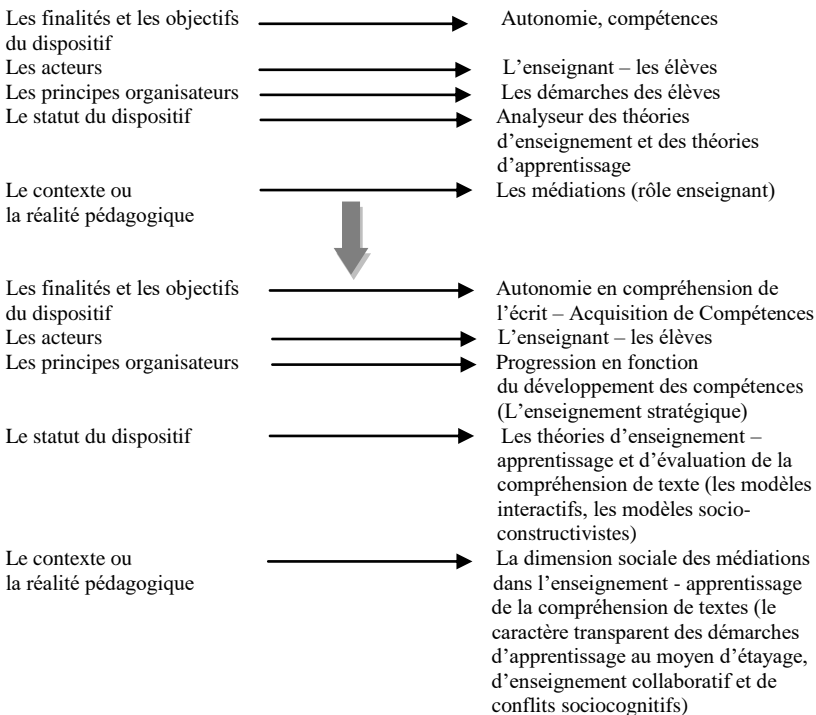 Les finalités et les objectifs Autonomie, compétences
du dispositif
Les acteurs L’enseignant – les élèves
Les principes organisateurs Les démarches des élèves
Le statut du dispositif Analyseur des théories
d’enseignement et des théories
d’apprentissage
Le contexte ou Les médiations (rôle enseignant)
la réalité pédagogique
Les finalités et les objectifs Autonomie en compréhension de
du dispositif l’écrit – Acquisition de Compétences
Les acteurs L’enseignant – les élèves
Les principes organisateurs Progression en fonction
du développement des compétences
(L’enseignement stratégique)
Le statut du dispositif Les théories d’enseignement –
apprentissage et d’évaluation de la
compréhension de texte (les modèles
interactifs, les modèles socio-
constructivistes)
Le contexte ou La dimension sociale des médiations
la réalité pédagogique dans l’enseignement - apprentissage
de la compréhension de textes (le
caractère transparent des démarches
d’apprentissage au moyen d’étayage,
d’enseignement collaboratif et de
conflits sociocognitifs)